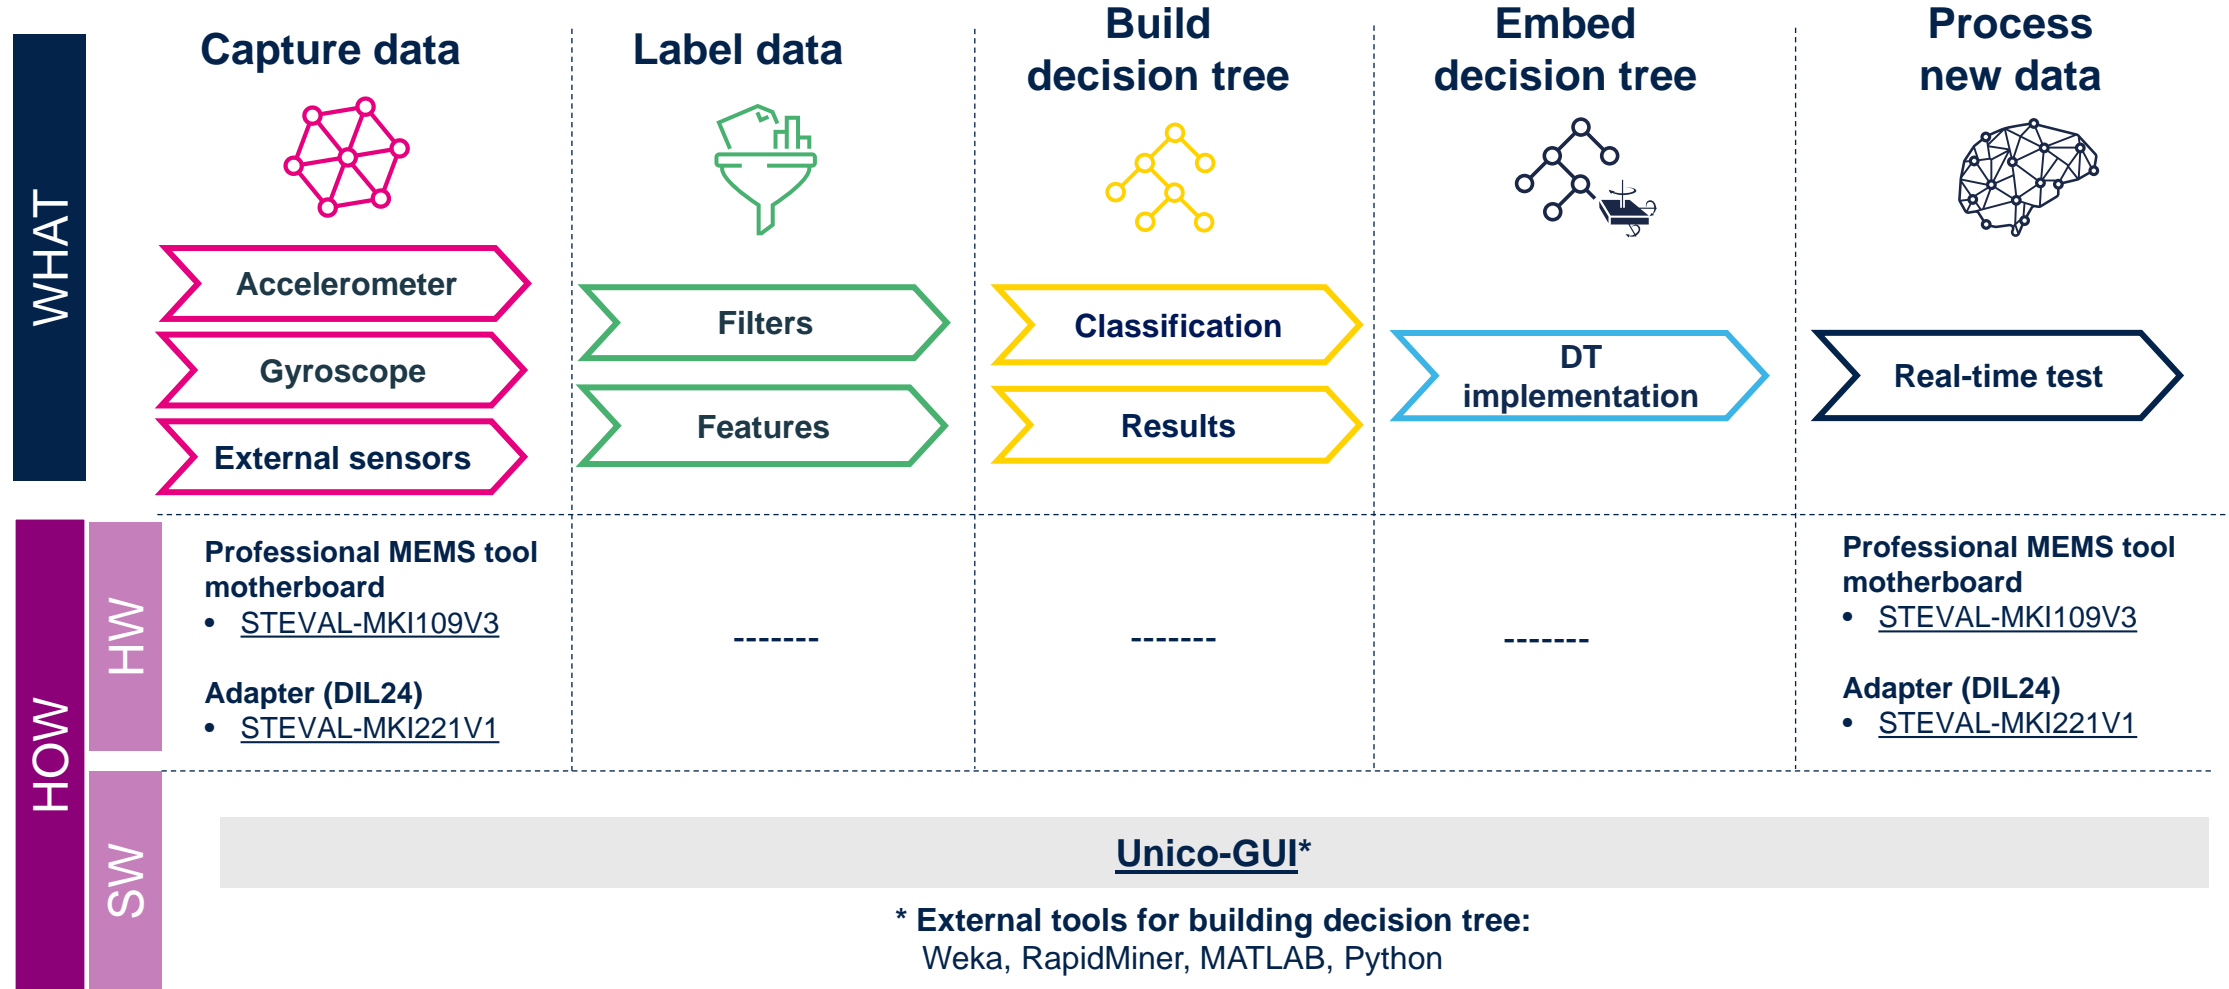 WHAT
Capture data
Label data
Build
decision tree
Embed
decision tree
Process
new data
Accelerometer
Gyroscope
External sensors
Filters
Features
Classification
Results
DT
implementation
Real-time test
HOW
HW
Professional MEMS tool
motherboard
• STEVAL-MKI109V3
Adapter (DIL24)
• STEVAL-MKI221V1
-------
-------
-------
Professional MEMS tool
motherboard
• STEVAL-MKI109V3
Adapter (DIL24)
• STEVAL-MKI221V1
SW
Unico-GUI*
* External tools for building decision tree:
Weka, RapidMiner, MATLAB, Python